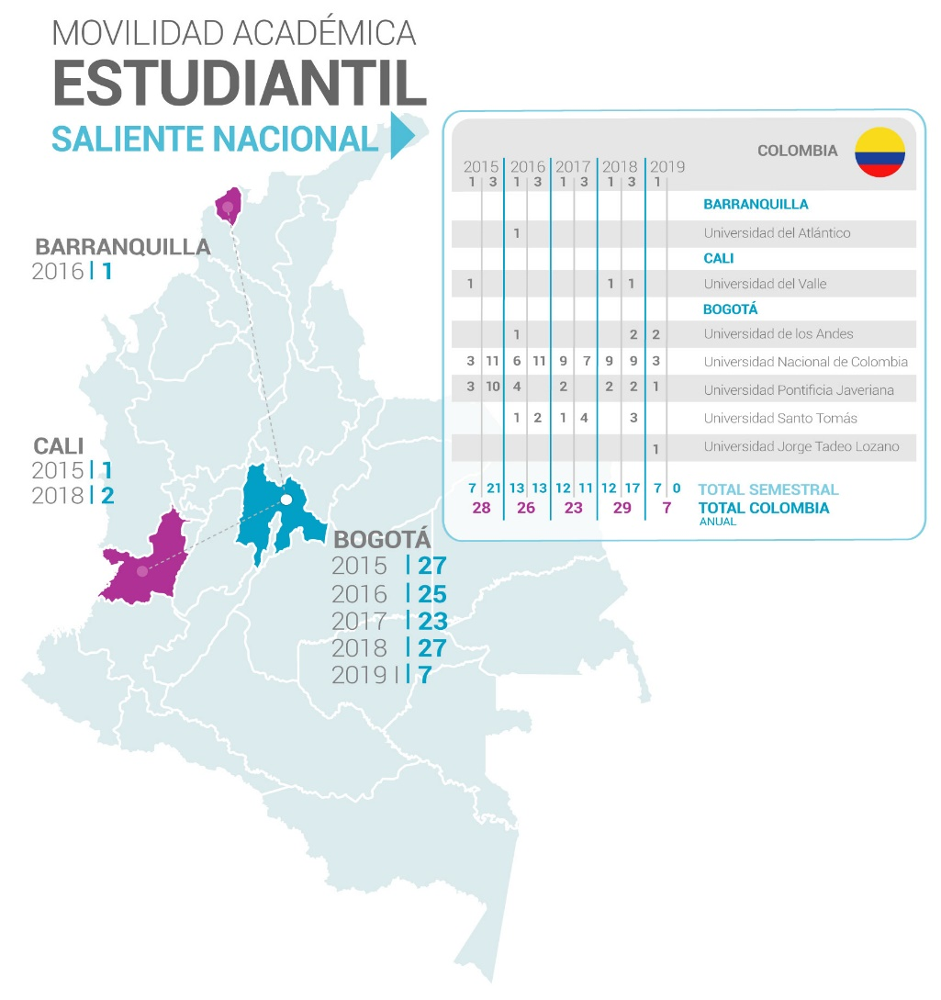 MOVILIDAD ACADÉMICA
ESTUDIANTIL
SALIENTE NACIONAL
BARRANQUILLA
2016 | 1
CALI
2015 | 1
2018 | 2
BOGOTÁ
2015 | 27
2016 | 25
2017 | 23
2018 | 27
2019 I | 7
COLOMBIA
2015 2016 2017 2018 2019
1 3 1 3 1 3 1 3 1
BARRANQUILLA
1 Universidad del Atlántico
CALI
1 1 1 Universidad del Valle
BOGOTÁ
1 2 2 Universidad de los Andes
3 11 6 11 9 7 9 9 3 Universidad Nacional de Colombia
3 10 4 2 2 2 1 Universidad Pontificia Javeriana
1 2 1 4 3 Universidad Santo Tomás
1 Universidad Jorge Tadeo Lozano
7 21 13 13 12 11 12 17 7 0 TOTAL SEMESTRAL
28 26 23 29 7 TOTAL COLOMBIA
ANUAL